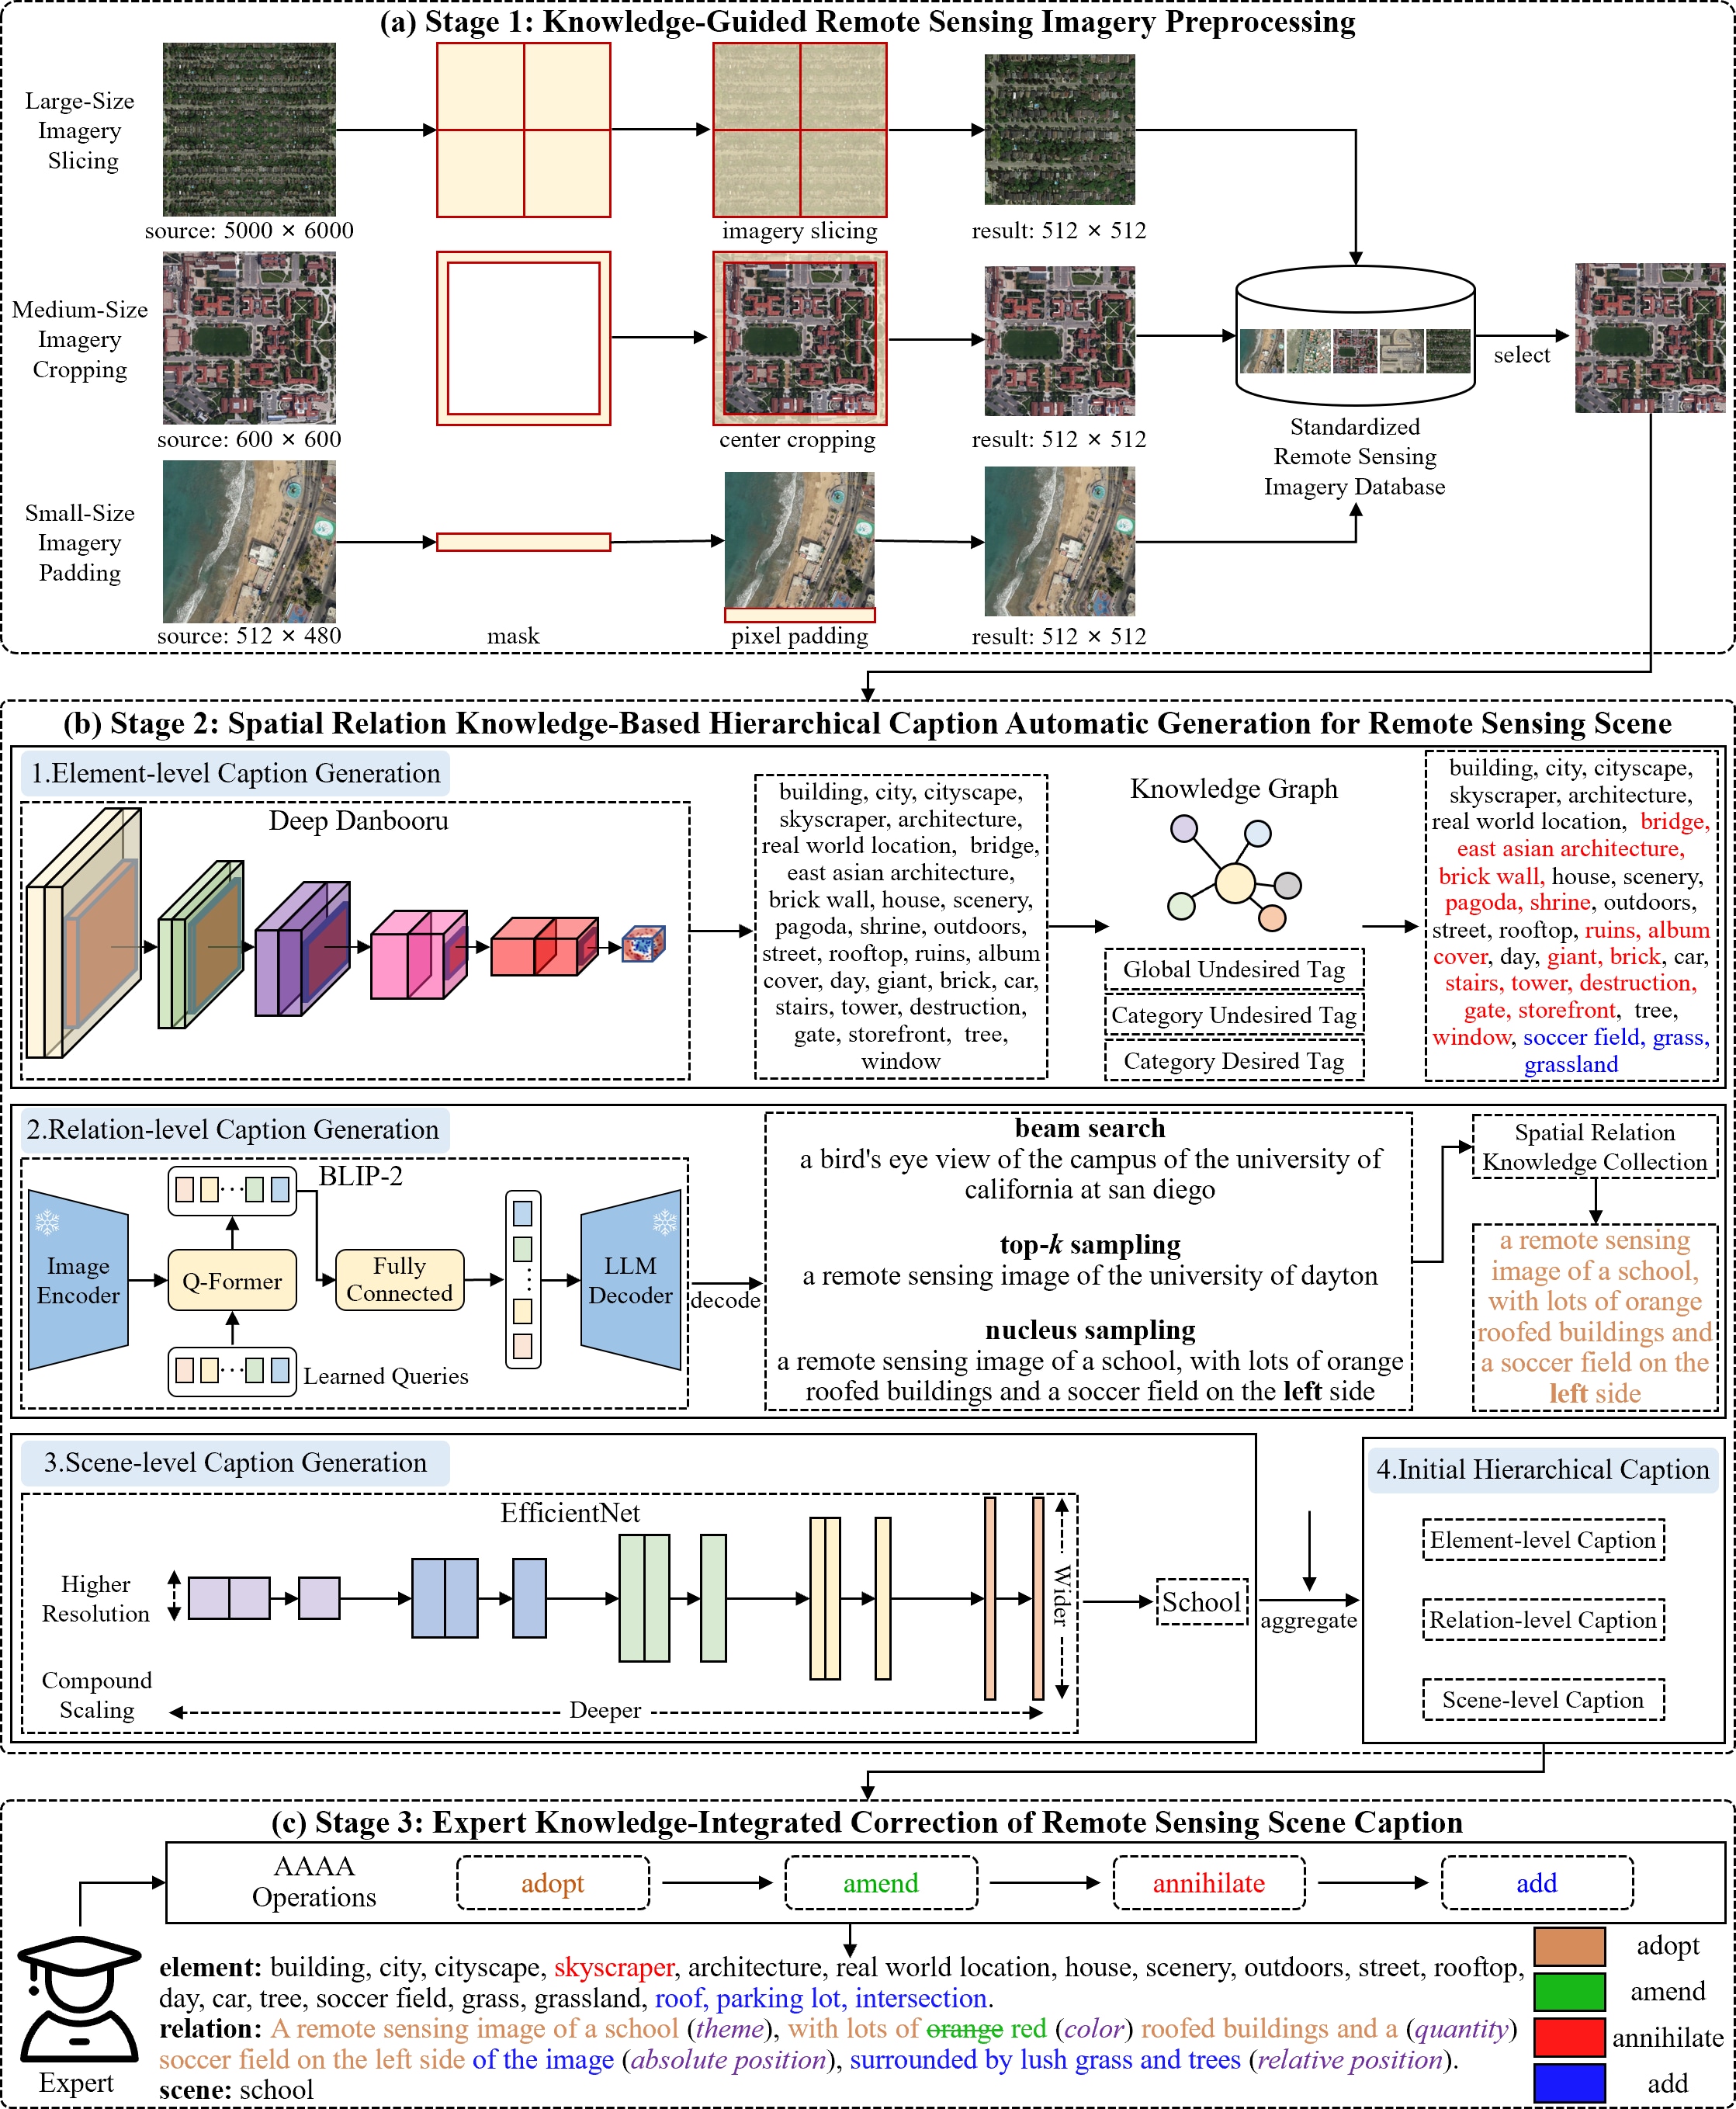 (a) Stage 1: Knowledge-Guided Remote Sensing Imagery Preprocessing
Large-Size
Imagery
Slicing
source: 5000 × 6000
imagery slicing
result: 512 × 512
Medium-Size
Imagery
Cropping
source: 600 × 600
center cropping
result: 512 × 512
Standardized
Remote Sensing
Imagery Database
select
Small-Size
Imagery
Padding
source: 512 × 480
mask
pixel padding
result: 512 × 512
(b) Stage 2: Spatial Relation Knowledge-Based Hierarchical Caption Automatic Generation for Remote Sensing Scene
1.Element-level Caption Generation
Deep Danbooru
building, city, cityscape,
skyscraper, architecture,
real world location, bridge,
east asian architecture,
brick wall, house, scenery,
pagoda, shrine, outdoors,
street, rooftop, ruins, album
cover, day, giant, brick, car,
stairs, tower, destruction,
gate, storefront, tree,
window
Knowledge Graph
Global Undesired Tag
Category Undesired Tag
Category Desired Tag
building, city, cityscape,
skyscraper, architecture,
real world location, bridge,
east asian architecture,
brick wall, house, scenery,
pagoda, shrine, outdoors,
street, rooftop, ruins, album
cover, day, giant, brick, car,
stairs, tower, destruction,
gate, storefront, tree,
window, soccer field, grass,
grassland
2.Relation-level Caption Generation
BLIP-2
Image
Encoder
Q-Former
Fully
Connected
LLM
Decoder
Learned Queries
decode
beam search
a bird's eye view of the campus of the university of
california at san diego
top-k sampling
a remote sensing image of the university of dayton
nucleus sampling
a remote sensing image of a school, with lots of orange
roofed buildings and a soccer field on the left side
Spatial Relation
Knowledge Collection
a remote sensing
image of a school,
with lots of orange
roofed buildings and
a soccer field on the
left side
3.Scene-level Caption Generation
EfficientNet
Higher
Resolution
Compound
Scaling
Deeper
Wider
School
aggregate
4.Initial Hierarchical Caption
Element-level Caption
Relation-level Caption
Scene-level Caption
(c) Stage 3: Expert Knowledge-Integrated Correction of Remote Sensing Scene Caption
AAAA
Operations
adopt
amend
annihilate
add
Expert
element: building, city, cityscape, skyscraper, architecture, real world location, house, scenery, outdoors, street, rooftop,
day, car, tree, soccer field, grass, grassland, roof, parking lot, intersection.
relation: A remote sensing image of a school (theme), with lots of orange red (color) roofed buildings and a (quantity)
soccer field on the left side of the image (absolute position), surrounded by lush grass and trees (relative position).
scene: school
adopt
amend
annihilate
add